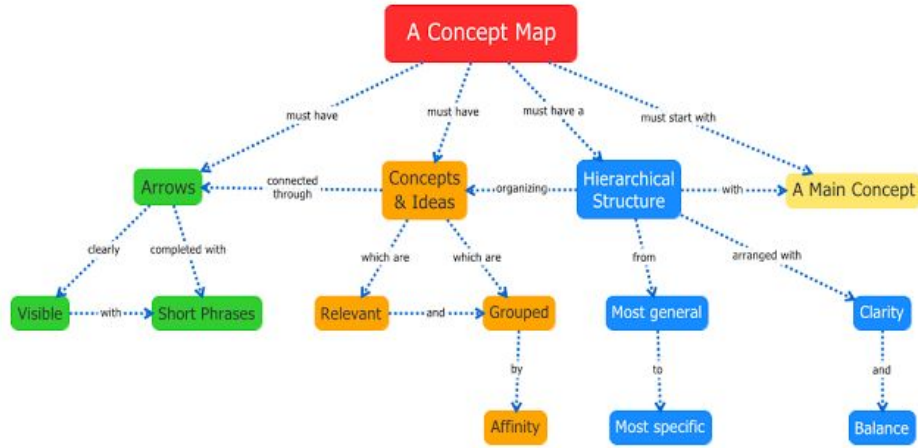 A Concept Map
must have
must have
must have a
must start with
Arrows
connected
through
Concepts
& Ideas
organizing
Hierarchical
Structure
with
A Main Concept
clearly
completed with
which are
which are
from
arranged with
Visible
with
Short Phrases
Relevant
and
Grouped
Most general
Clarity
by
to
and
Affinity
Most specific
Balance